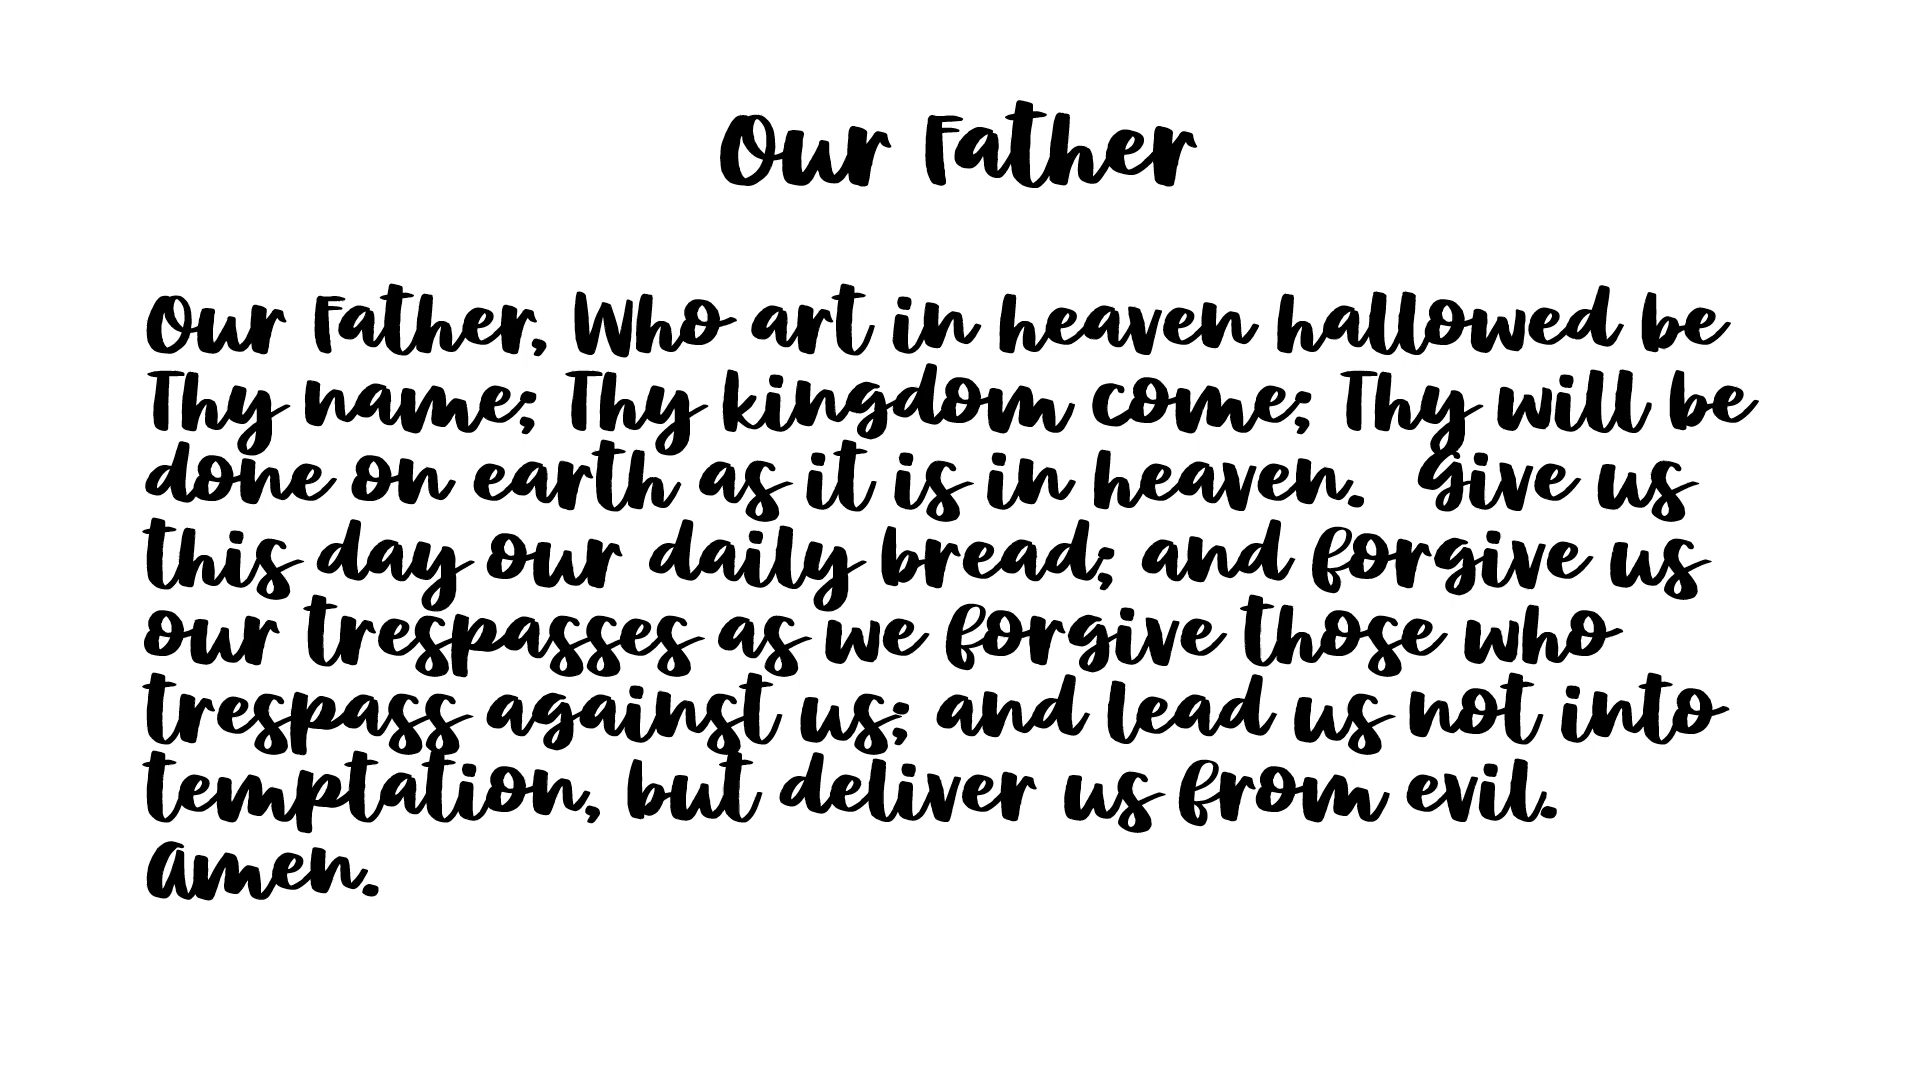 Our Father
Our Father, Who art in heaven hallowed be
Thy name; Thy kingdom come; Thy will be
done on earth as it is in heaven.   Give us
this day our daily bread; and forgive us
our trespasses as we forgive those who
trespass against us; and lead us not into
temptation, but deliver us from evil.
Amen.